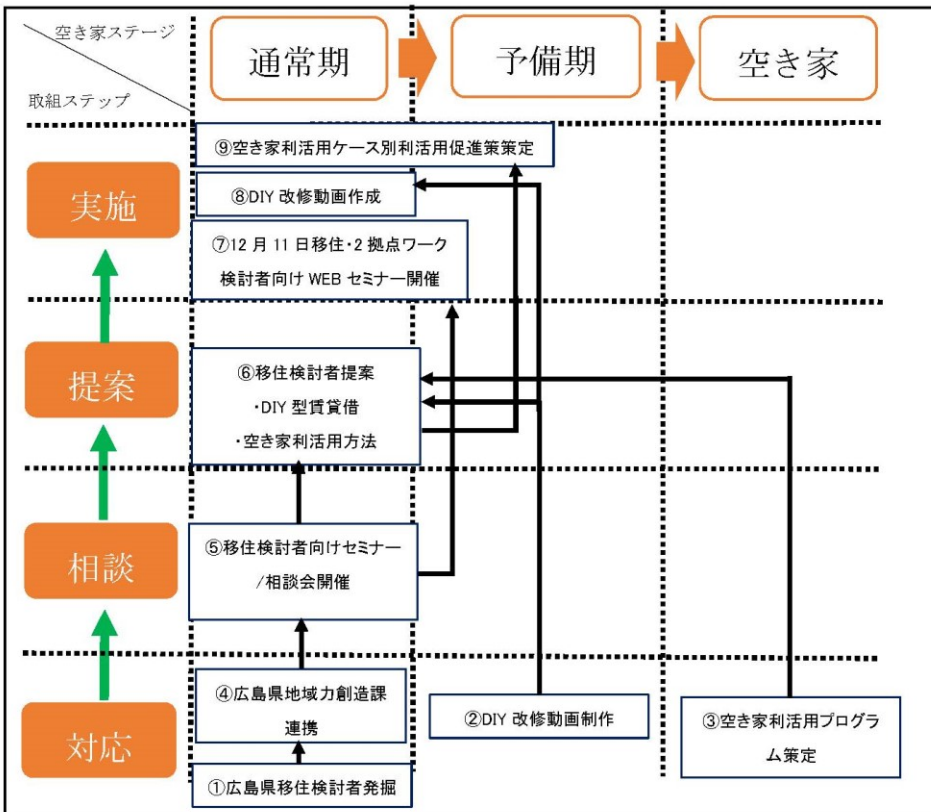 空き家ステージ
取組ステップ
通常期
予備期
空き家
実施
⑨空き家利活用ケース別利活用促進策策定
⑧DIY 改修動画作成
⑦12 月 11 日移住・2 拠点ワーク
検討者向け WEB セミナー開催
提案
⑥移住検討者提案
・DIY 型賃貸借
・空き家利活用方法
相談
⑤移住検討者向けセミナー
/相談会開催
対応
④広島県地域力創造課
連携
②DIY 改修動画制作
③空き家利活用プログラ
ム策定
①広島県移住検討者発掘